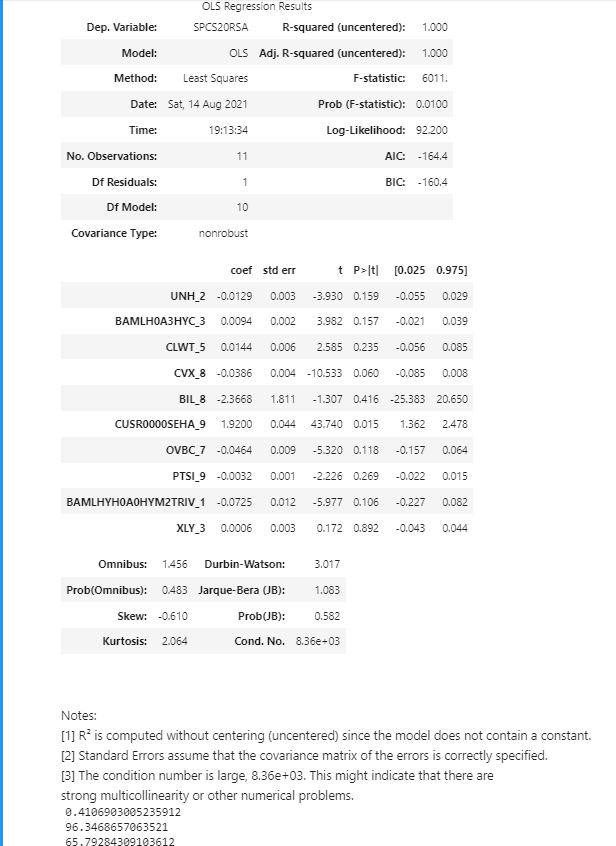 OLS Regression Results
Dep. Variable: SPCS20RSA R-squared (uncentered): 1.000
Model: OLS Adj. R-squared (uncentered): 1.000
Method: Least Squares F-statistic: 6011.
Date: Sat, 14 Aug 2021 Prob (F-statistic): 0.0100
Time: 19:13:34 Log-Likelihood: 92.200
No. Observations: 11 AIC: -164.4
Df Residuals: 1 BIC: -160.4
Df Model: 10
Covariance Type: nonrobust
coef std err t P>|t| [0.025 0.975]
UNH_2 -0.0129 0.003 -3.930 0.159 -0.055 0.029
BAMLH0A3HYC_3 0.0094 0.002 3.982 0.157 -0.021 0.039
CLWT_5 0.0144 0.006 2.585 0.235 -0.056 0.085
CVX_8 -0.0386 0.004 -10.533 0.060 -0.085 0.008
BIL_8 -2.3668 1.811 -1.307 0.416 -25.383 20.650
CUSR0000SEHA_9 1.9200 0.044 43.740 0.015 1.362 2.478
OVBC_7 -0.0464 0.009 -5.320 0.118 -0.157 0.064
PTSI_9 -0.0032 0.001 -2.226 0.269 -0.022 0.015
BAMLHYH0A0HYM2TRIV_1 -0.0725 0.012 -5.977 0.106 -0.227 0.082
XLY_3 0.0006 0.003 0.172 0.892 -0.043 0.044
Omnibus: 1.456 Durbin-Watson: 3.017
Prob(Omnibus): 0.483 Jarque-Bera (JB): 1.083
Skew: -0.610 Prob(JB): 0.582
Kurtosis: 2.064 Cond. No. 8.36e+03
Notes:
[1] R² is computed without centering (uncentered) since the model does not contain a constant.
[2] Standard Errors assume that the covariance matrix of the errors is correctly specified.
[3] The condition number is large, 8.36e+03. This might indicate that there are
strong multicollinearity or other numerical problems.
0.4106903005235912
96.3468657063521
65.79284309103612